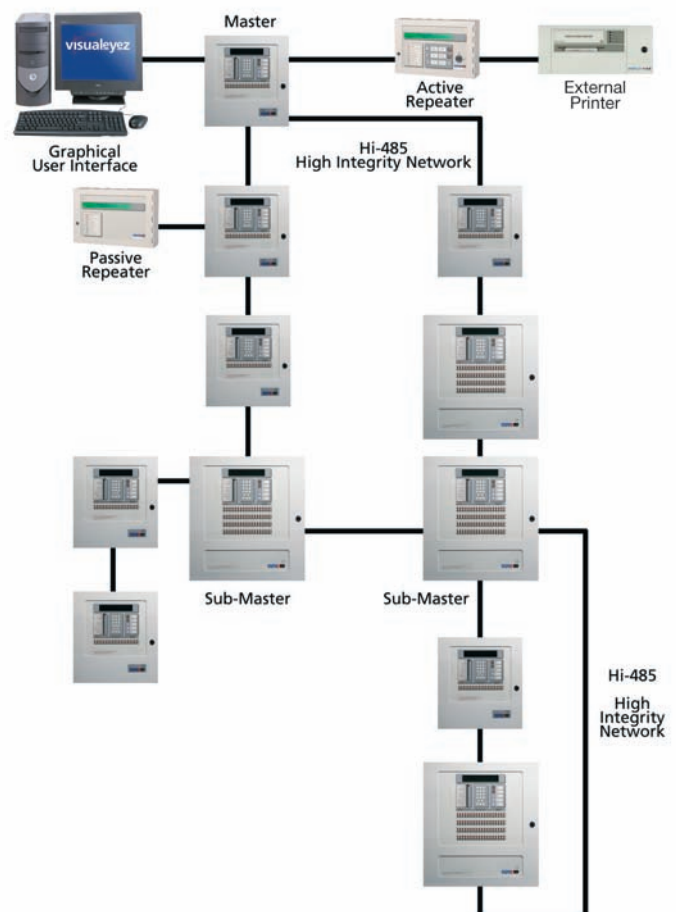 Master
visualeyez
Active
Repeater
External
Printer
Graphical
User Interface
Hi-485
High Integrity Network
Passive
Repeater
Sub-Master
Sub-Master
Hi-485
High
Integrity
Network